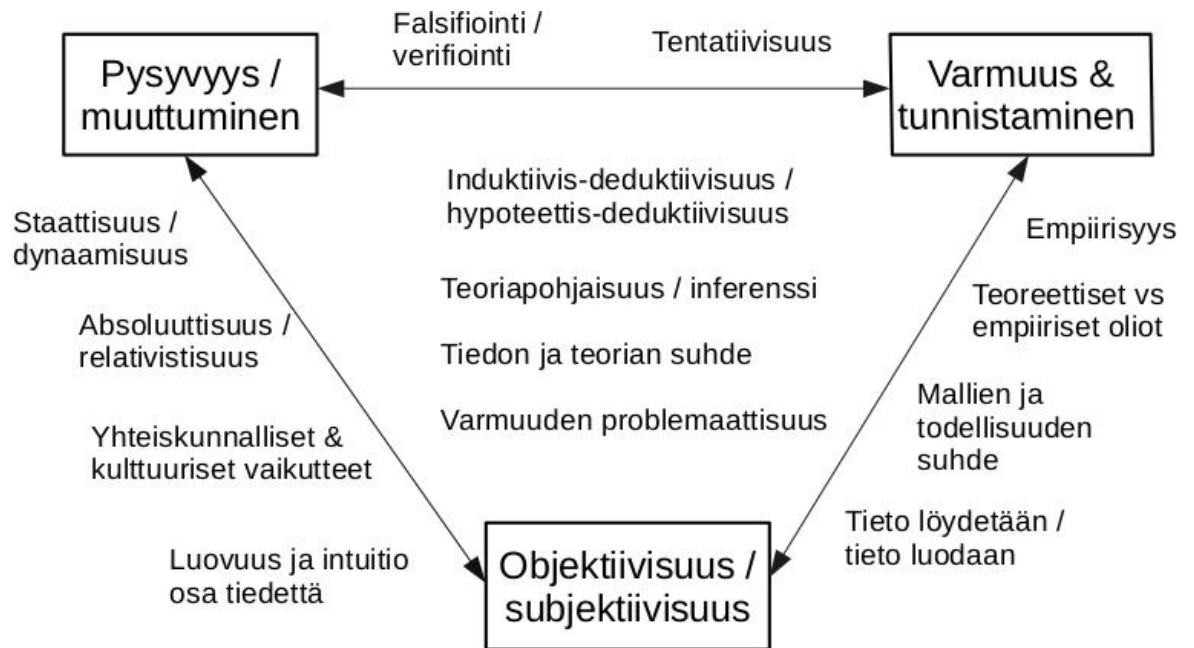 Falsifiointi /
verifiointi
Tentatiivisuus
Pysyvyys /
muuttuminen
Varmuus &
tunnistaminen
Induktiivis-deduktiivisuus /
hypoteettis-deduktiivisuus
Staattisuus /
dynaamisuus
Empiirisyys
Teoriapohjaisuus / inferenssi
Teoreettiset vs
empiiriset oliot
Absoluuttisuus /
relativistisuus
Tiedon ja teorian suhde
Mallien ja
todellisuuden
suhde
Varmuuden problemaattisuus
Yhteiskunnalliset &
kulttuuriset vaikutteet
Tieto löydetään /
tieto luodaan
Luovuus ja intuitio
osa tiedettä
Objektiivisuus /
subjektiivisuus